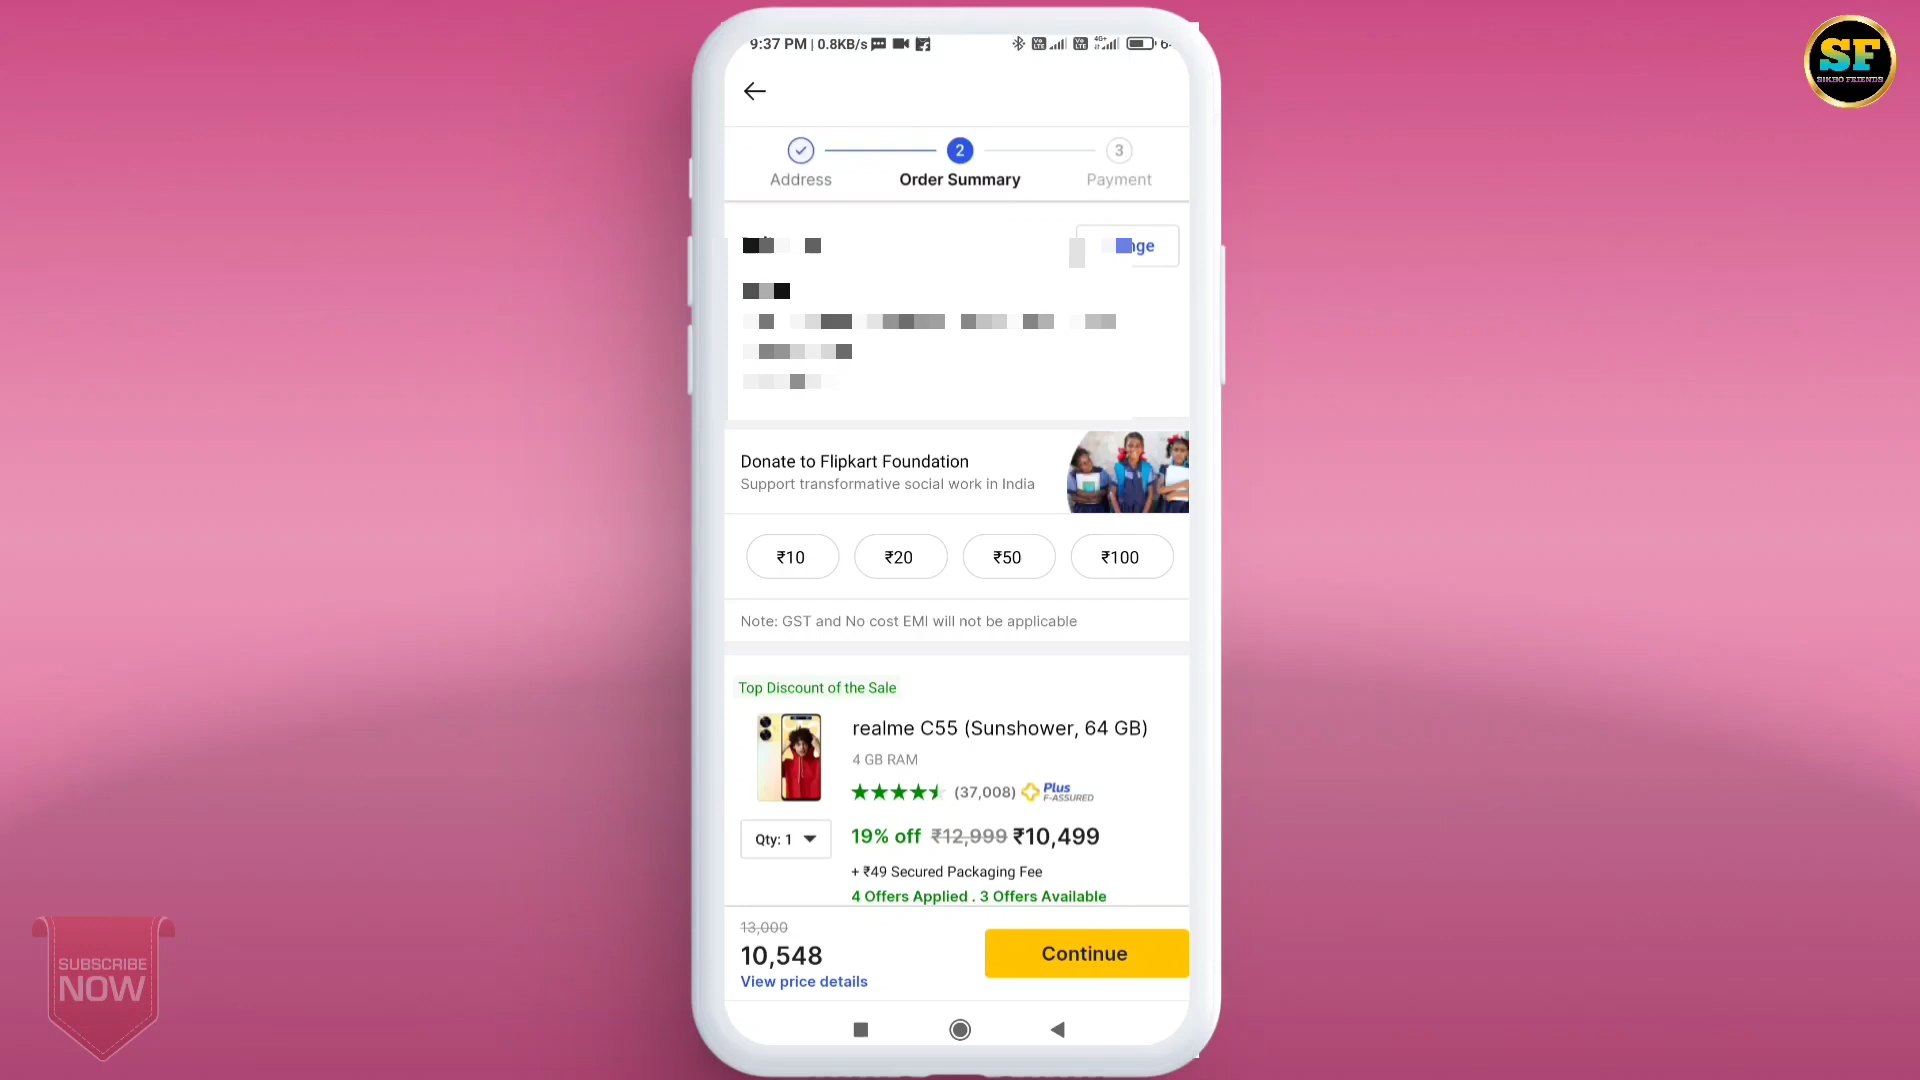 SF
SIKHO FRIENDS
9:37 PM | 0.8KB/s
Address
2
Order Summary
3
Payment
Donate to Flipkart Foundation
Support transformative social work in India
₹10
₹20
₹50
₹100
Note: GST and No cost EMI will not be applicable
Top Discount of the Sale
realme C55 (Sunshower, 64 GB)
4 GB RAM
(37,008) Plus
F-ASSURED
Qty: 1
19% off ₹12,999 ₹10,499
+ ₹49 Secured Packaging Fee
4 Offers Applied . 3 Offers Available
13,000
10,548
View price details
Continue
SUBSCRIBE
NOW